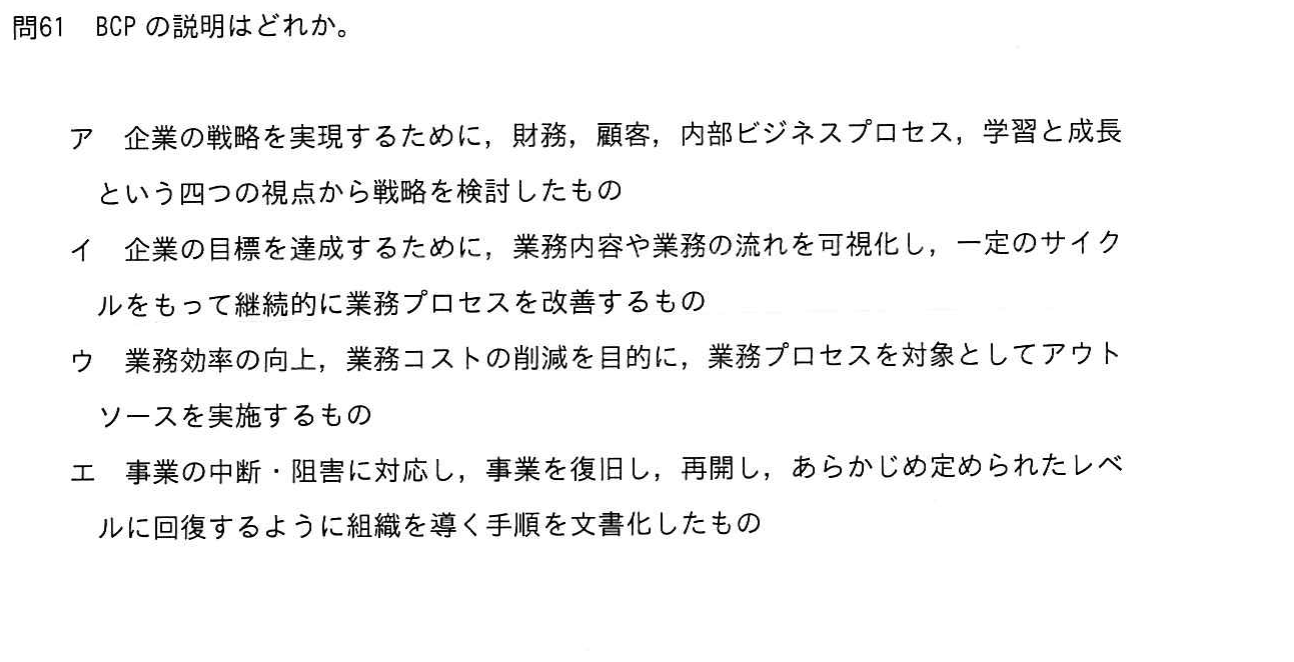 問61　BCP の説明はどれか。
ア　企業の戦略を実現するために，財務，顧客，内部ビジネスプロセス，学習と成長
という四つの視点から戦略を検討したもの
イ　企業の目標を達成するために，業務内容や業務の流れを可視化し，一定のサイク
ルをもって継続的に業務プロセスを改善するもの
ウ　業務効率の向上，業務コストの削減を目的に，業務プロセスを対象としてアウト
ソースを実施するもの
エ　事業の中断・阻害に対応し，事業を復旧し，再開し，あらかじめ定められたレベ
ルに回復するように組織を導く手順を文書化したもの